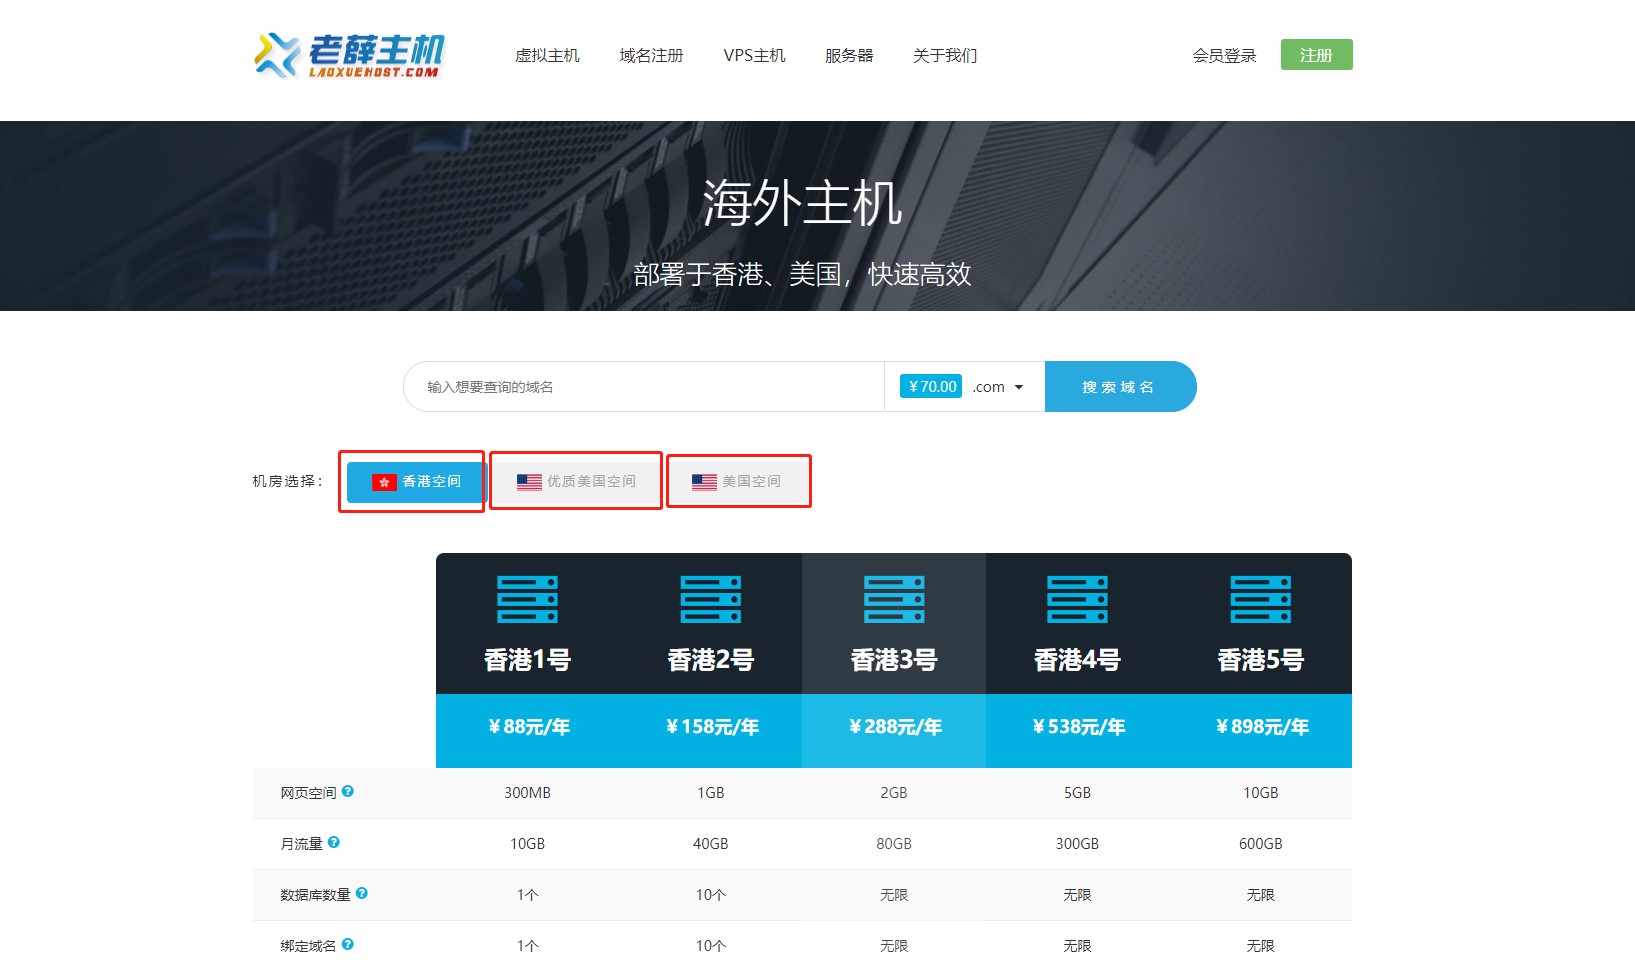 老薛主机
LAOXUEHOST.COM
虚拟主机 域名注册 VPS主机 服务器 关于我们 会员登录 注册
海外主机
部署于香港、美国，快速高效
输入想要查询的域名 ¥70.00 .com 搜索域名
机房选择： 香港空间 优质美国空间 美国空间
香港1号 香港2号 香港3号 香港4号 香港5号
¥88元/年 ¥158元/年 ¥288元/年 ¥538元/年 ¥898元/年
网页空间 ? 300MB 1GB 2GB 5GB 10GB
月流量 ? 10GB 40GB 80GB 300GB 600GB
数据库数量 ? 1个 10个 无限 无限 无限
绑定域名 ? 1个 10个 无限 无限 无限